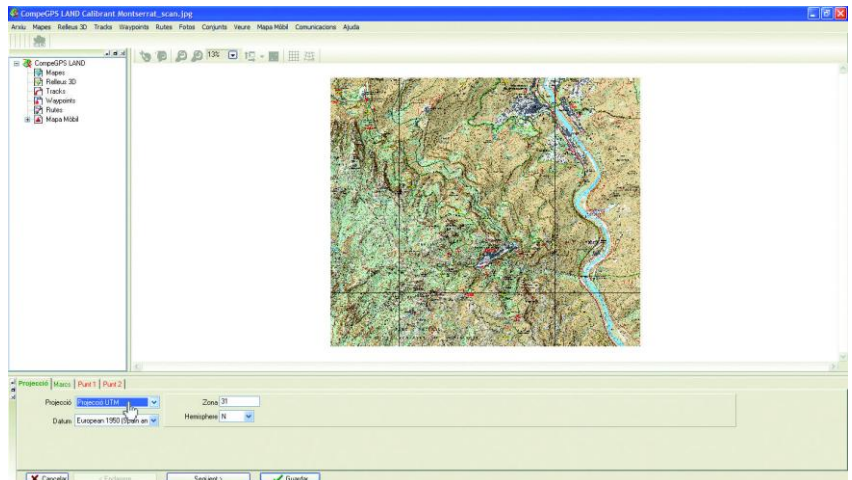 CompeGPS LAND Calibrant Montserrat_scan.jpg
Arxiu Mapes Relleus 3D Tracks Waypoints Rutes Fotos Conjunts Veure Mapa Mòbil Comunicacions Ajuda
13%
CompeGPS LAND
Mapes
Relleus 3D
Tracks
Waypoints
Rutes
Mapa Mòbil
Projecció Marcs Punt 1 Punt 2
Projecció Projecció UTM Zona 31
Hemisphere N
Datum European 1950 (Spain an
Cancelar < Enderrere Següent > Guardar